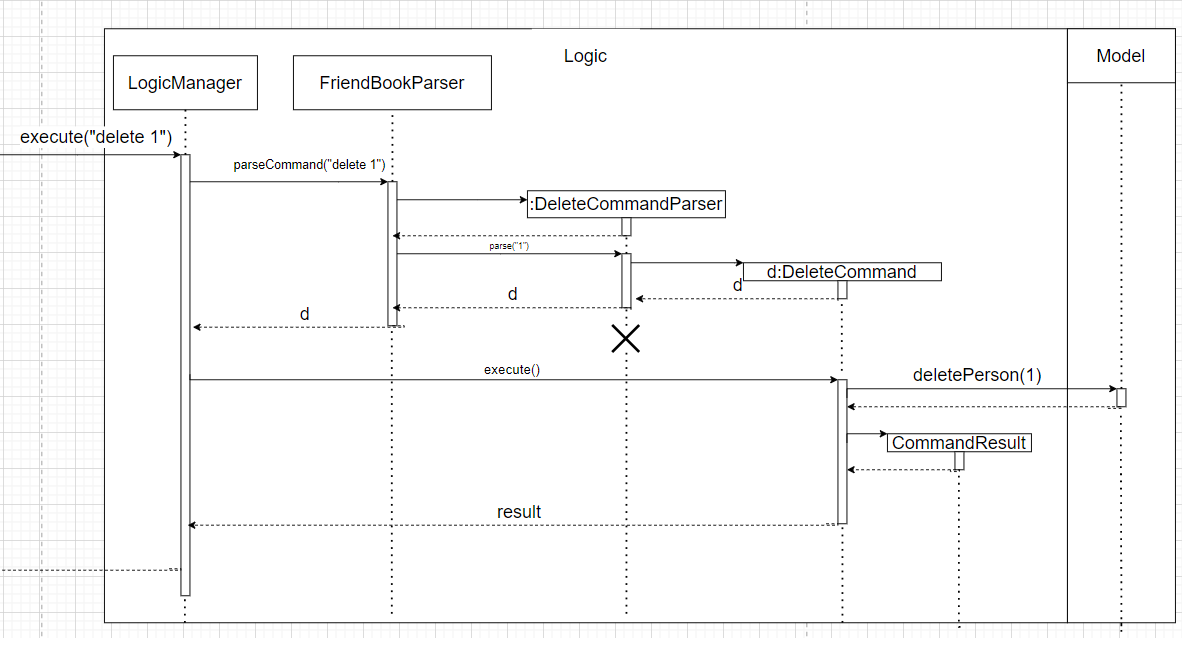 Logic
Model
LogicManager
FriendBookParser
execute("delete 1")
parseCommand("delete 1")
:DeleteCommandParser
parse("1")
d:DeleteCommand
d
d
d
execute()
deletePerson(1)
CommandResult
result